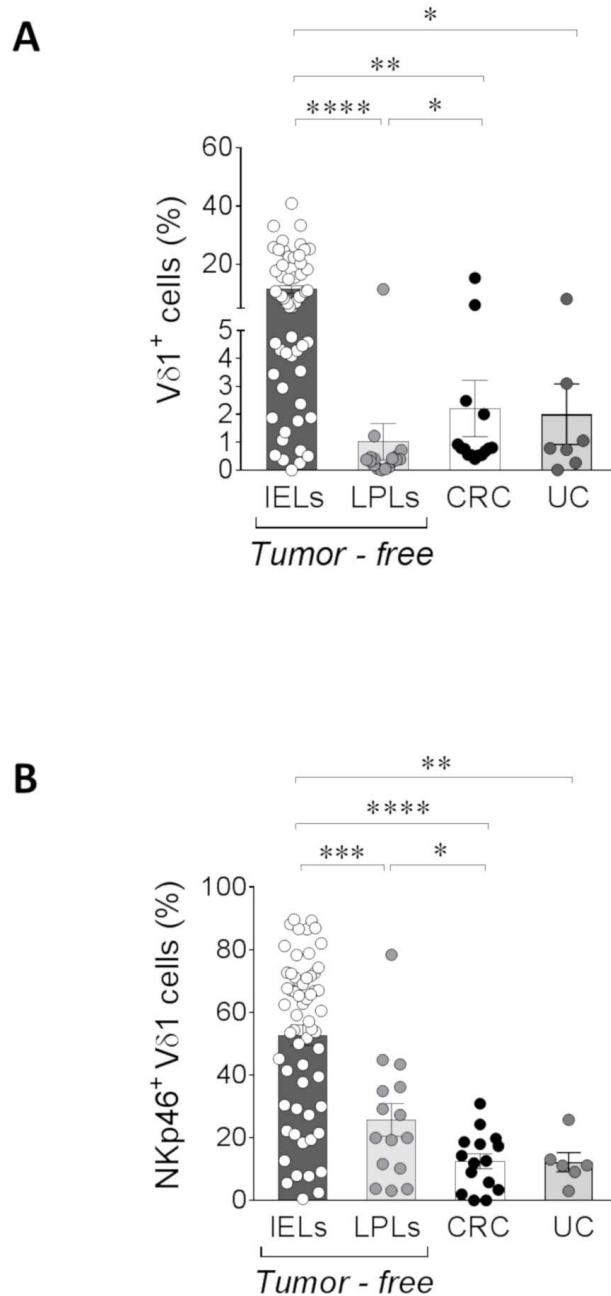 A
*
**
**** *
Vδ1⁺ cells (%)
60
40
20
5
4
3
2
1
0
IELs LPLs CRC UC
Tumor - free
B
**
****
*** *
NKp46⁺ Vδ1 cells (%)
100
80
60
40
20
0
IELs LPLs CRC UC
Tumor - free